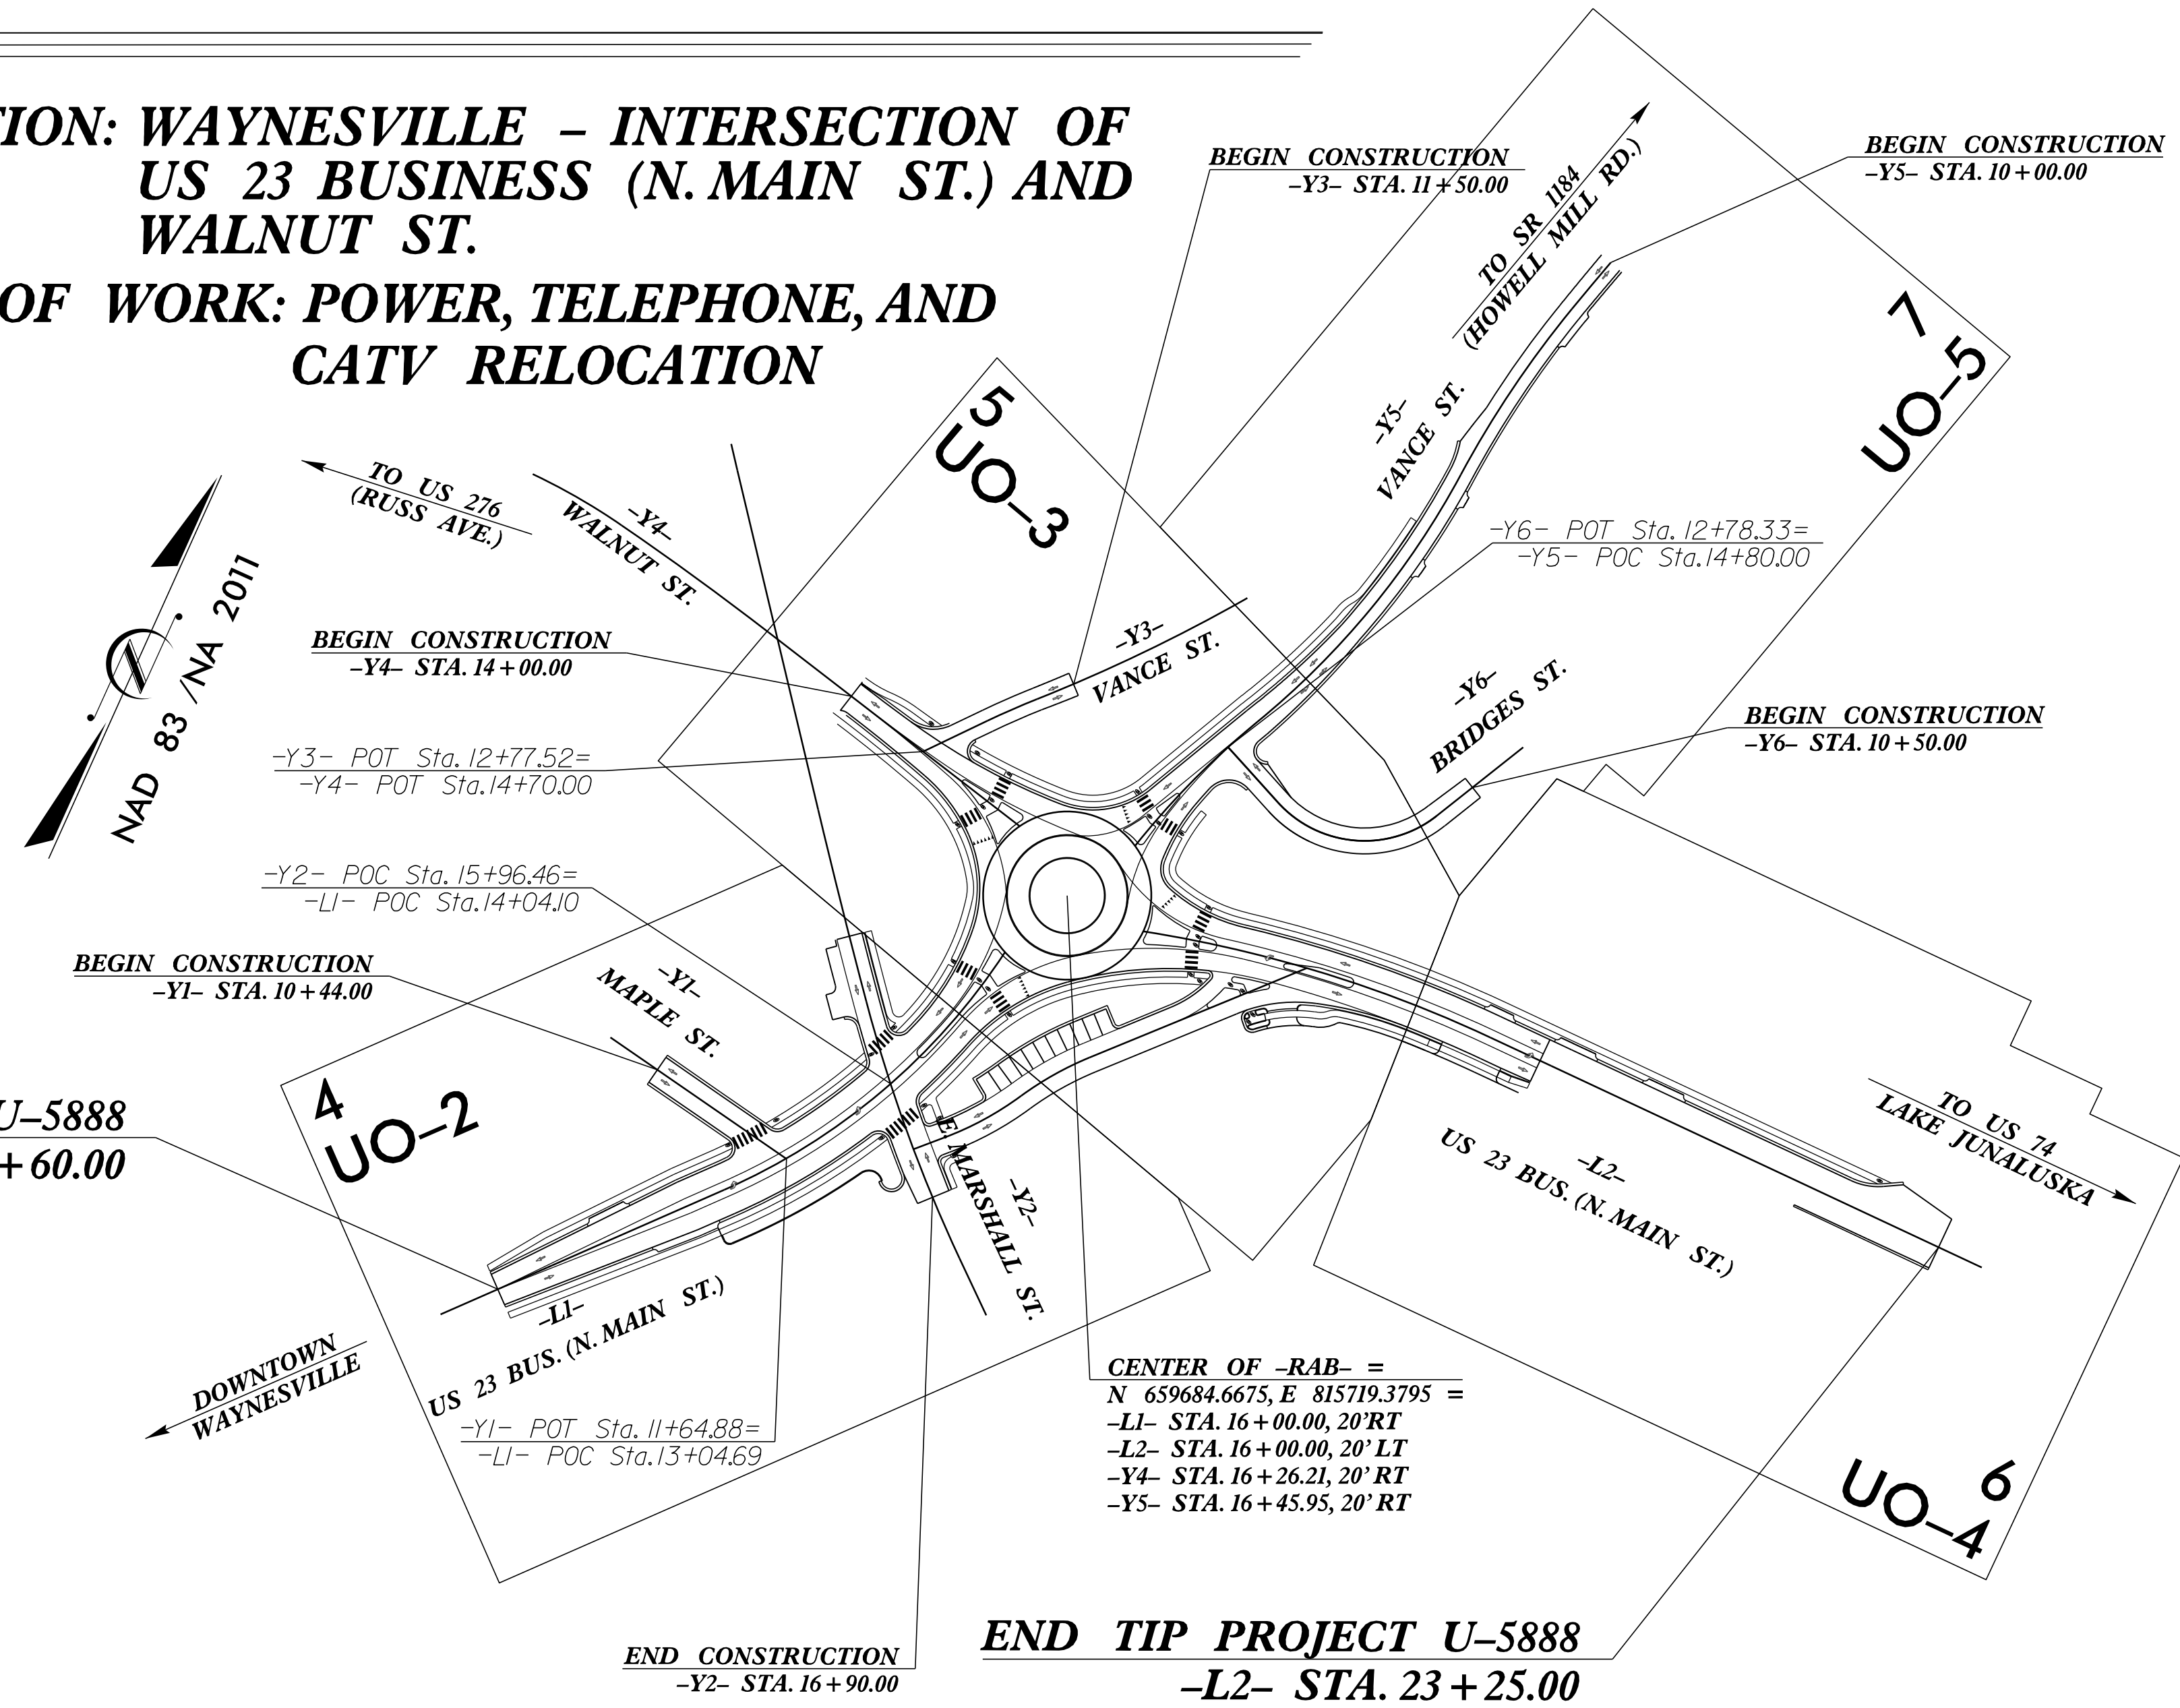 TION: WAYNESVILLE – INTERSECTION OF
US 23 BUSINESS (N. MAIN ST.) AND
WALNUT ST.
OF WORK: POWER, TELEPHONE, AND
CATV RELOCATION
BEGIN CONSTRUCTION
–Y3– STA. 11+50.00
TO SR 1184
(HOWELL MILL RD.)
BEGIN CONSTRUCTION
–Y5– STA. 10+00.00
7
UO–5
5
UO–3
–Y5–
VANCE ST.
TO US 276
(RUSS AVE.)
–Y4–
WALNUT ST.
–Y6– POT Sta. 12+78.33=
–Y5– POC Sta. 14+80.00
N
NAD 83 /NA 2011
BEGIN CONSTRUCTION
–Y4– STA. 14+00.00
–Y3–
VANCE ST.
–Y6–
BRIDGES ST.
BEGIN CONSTRUCTION
–Y6– STA. 10+50.00
–Y3– POT Sta. 12+77.52=
–Y4– POT Sta. 14+70.00
–Y2– POC Sta. 15+96.46=
–L1– POC Sta. 14+04.10
BEGIN CONSTRUCTION
–Y1– STA. 10+44.00
–Y1–
MAPLE ST.
4
UO–2
U–5888
+60.00
E. MARSHALL ST.
–Y2–
–L2–
US 23 BUS. (N. MAIN ST.)
TO US 74
LAKE JUNALUSKA
–L1–
US 23 BUS. (N. MAIN ST.)
DOWNTOWN
WAYNESVILLE
–Y1– POT Sta. 11+64.88=
–L1– POC Sta. 13+04.69
CENTER OF –RAB– =
N 659684.6675, E 815719.3795 =
–L1– STA. 16+00.00, 20'RT
–L2– STA. 16+00.00, 20' LT
–Y4– STA. 16+26.21, 20' RT
–Y5– STA. 16+45.95, 20' RT
6
UO–4
END CONSTRUCTION
–Y2– STA. 16+90.00
END TIP PROJECT U–5888
–L2– STA. 23+25.00